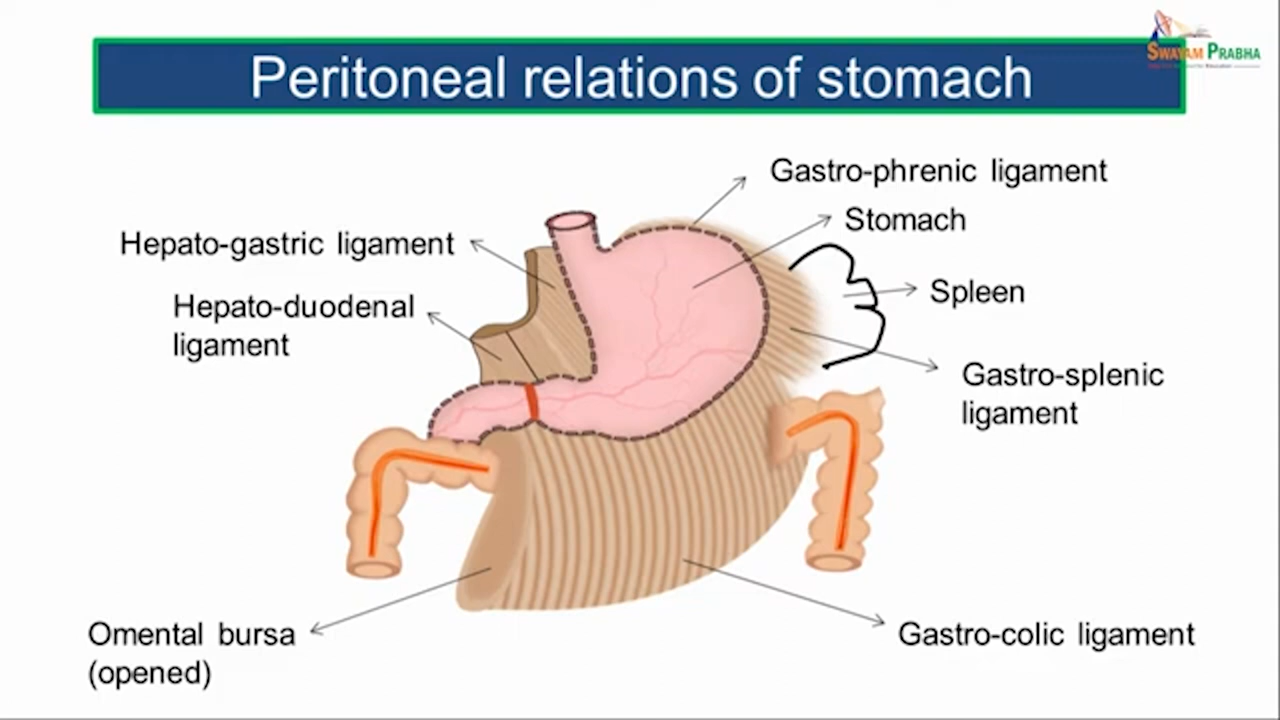 Peritoneal relations of stomach
SWAYAM PRABHA
Gastro-phrenic ligament
Stomach
Hepato-gastric ligament
Spleen
Hepato-duodenal
ligament
Gastro-splenic
ligament
Omental bursa
(opened)
Gastro-colic ligament